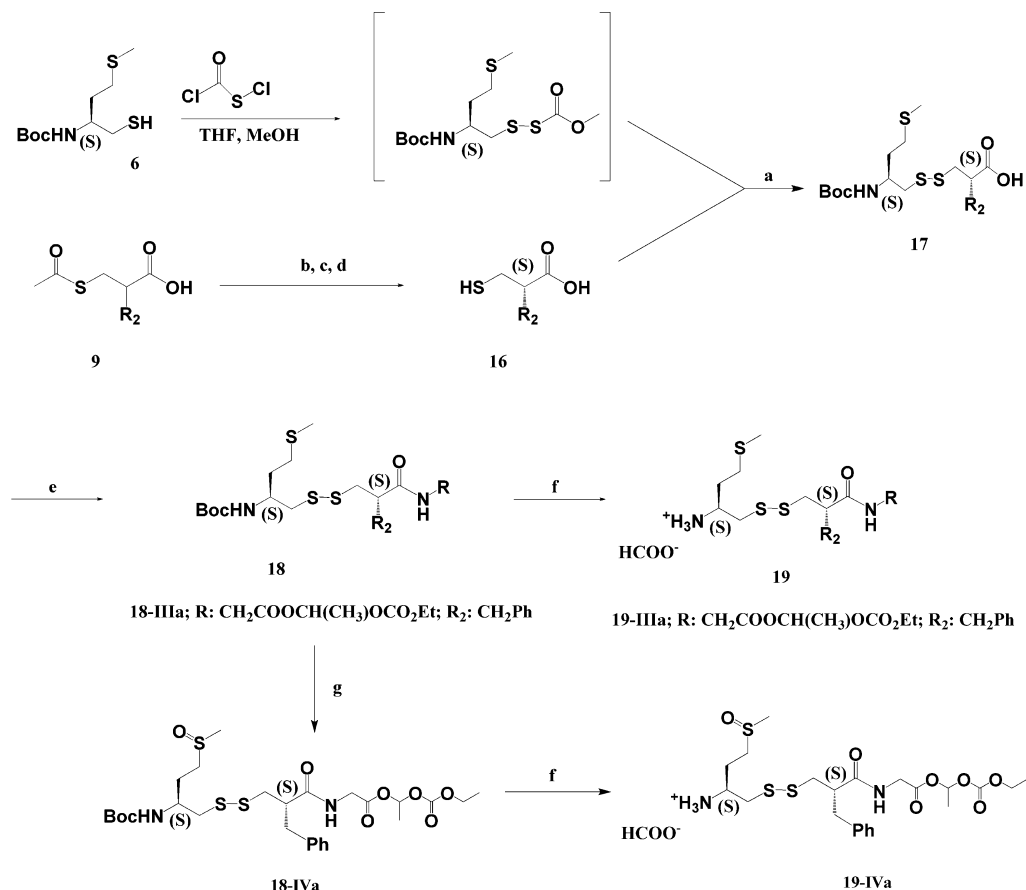 S
S
O
Cl
Cl
S
O
BocHN
SH
(S)
THF, MeOH
BocHN
S-S
O
(S)
6
S
a
(S)
O
BocHN
S-S
OH
(S)
R2
17
O
O
S
OH
R2
b, c, d
(S)
O
HS
OH
R2
9
16
e
S
(S)
O
BocHN
S-S
N
R
H
(S)
R2
f
S
(S)
O
+H3N
S-S
N
R
H
(S)
R2
HCOO-
18
19
18-IIIa; R: CH2COOCH(CH3)OCO2Et; R2: CH2Ph
19-IIIa; R: CH2COOCH(CH3)OCO2Et; R2: CH2Ph
g
O
S
(S)
O
H
N
O
O
O
BocHN
S-S
O
O
(S)
Ph
f
O
S
(S)
O
H
N
O
O
O
+H3N
S-S
O
O
(S)
Ph
HCOO-
18-IVa
19-IVa